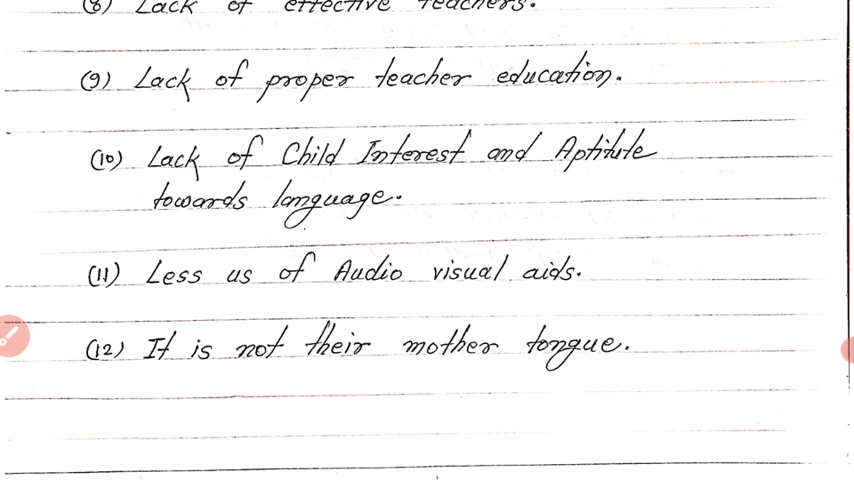 (8) Lack of effective teachers.
(9) Lack of proper teacher education.
(10) Lack of Child Interest and Aptitute
towards language.
(11) Less us of Audio visual aids.
(12) It is not their mother tongue.